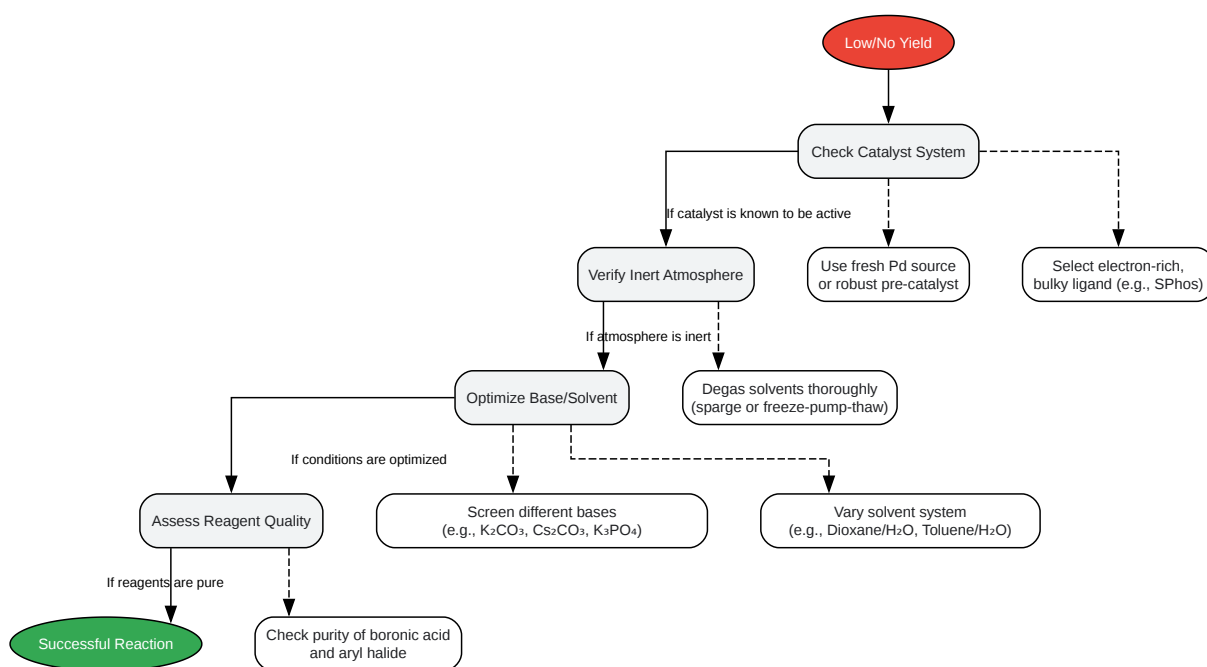 Low/No Yield
Check Catalyst System
If catalyst is known to be active
Verify Inert Atmosphere
Use fresh Pd source
or robust pre-catalyst
Select electron-rich,
bulky ligand (e.g., SPhos)
If atmosphere is inert
Optimize Base/Solvent
Degas solvents thoroughly
(sparge or freeze-pump-thaw)
If conditions are optimized
Assess Reagent Quality
Screen different bases
(e.g., K₂CO₃, Cs₂CO₃, K₃PO₄)
Vary solvent system
(e.g., Dioxane/H₂O, Toluene/H₂O)
If reagents are pure
Successful Reaction
Check purity of boronic acid
and aryl halide